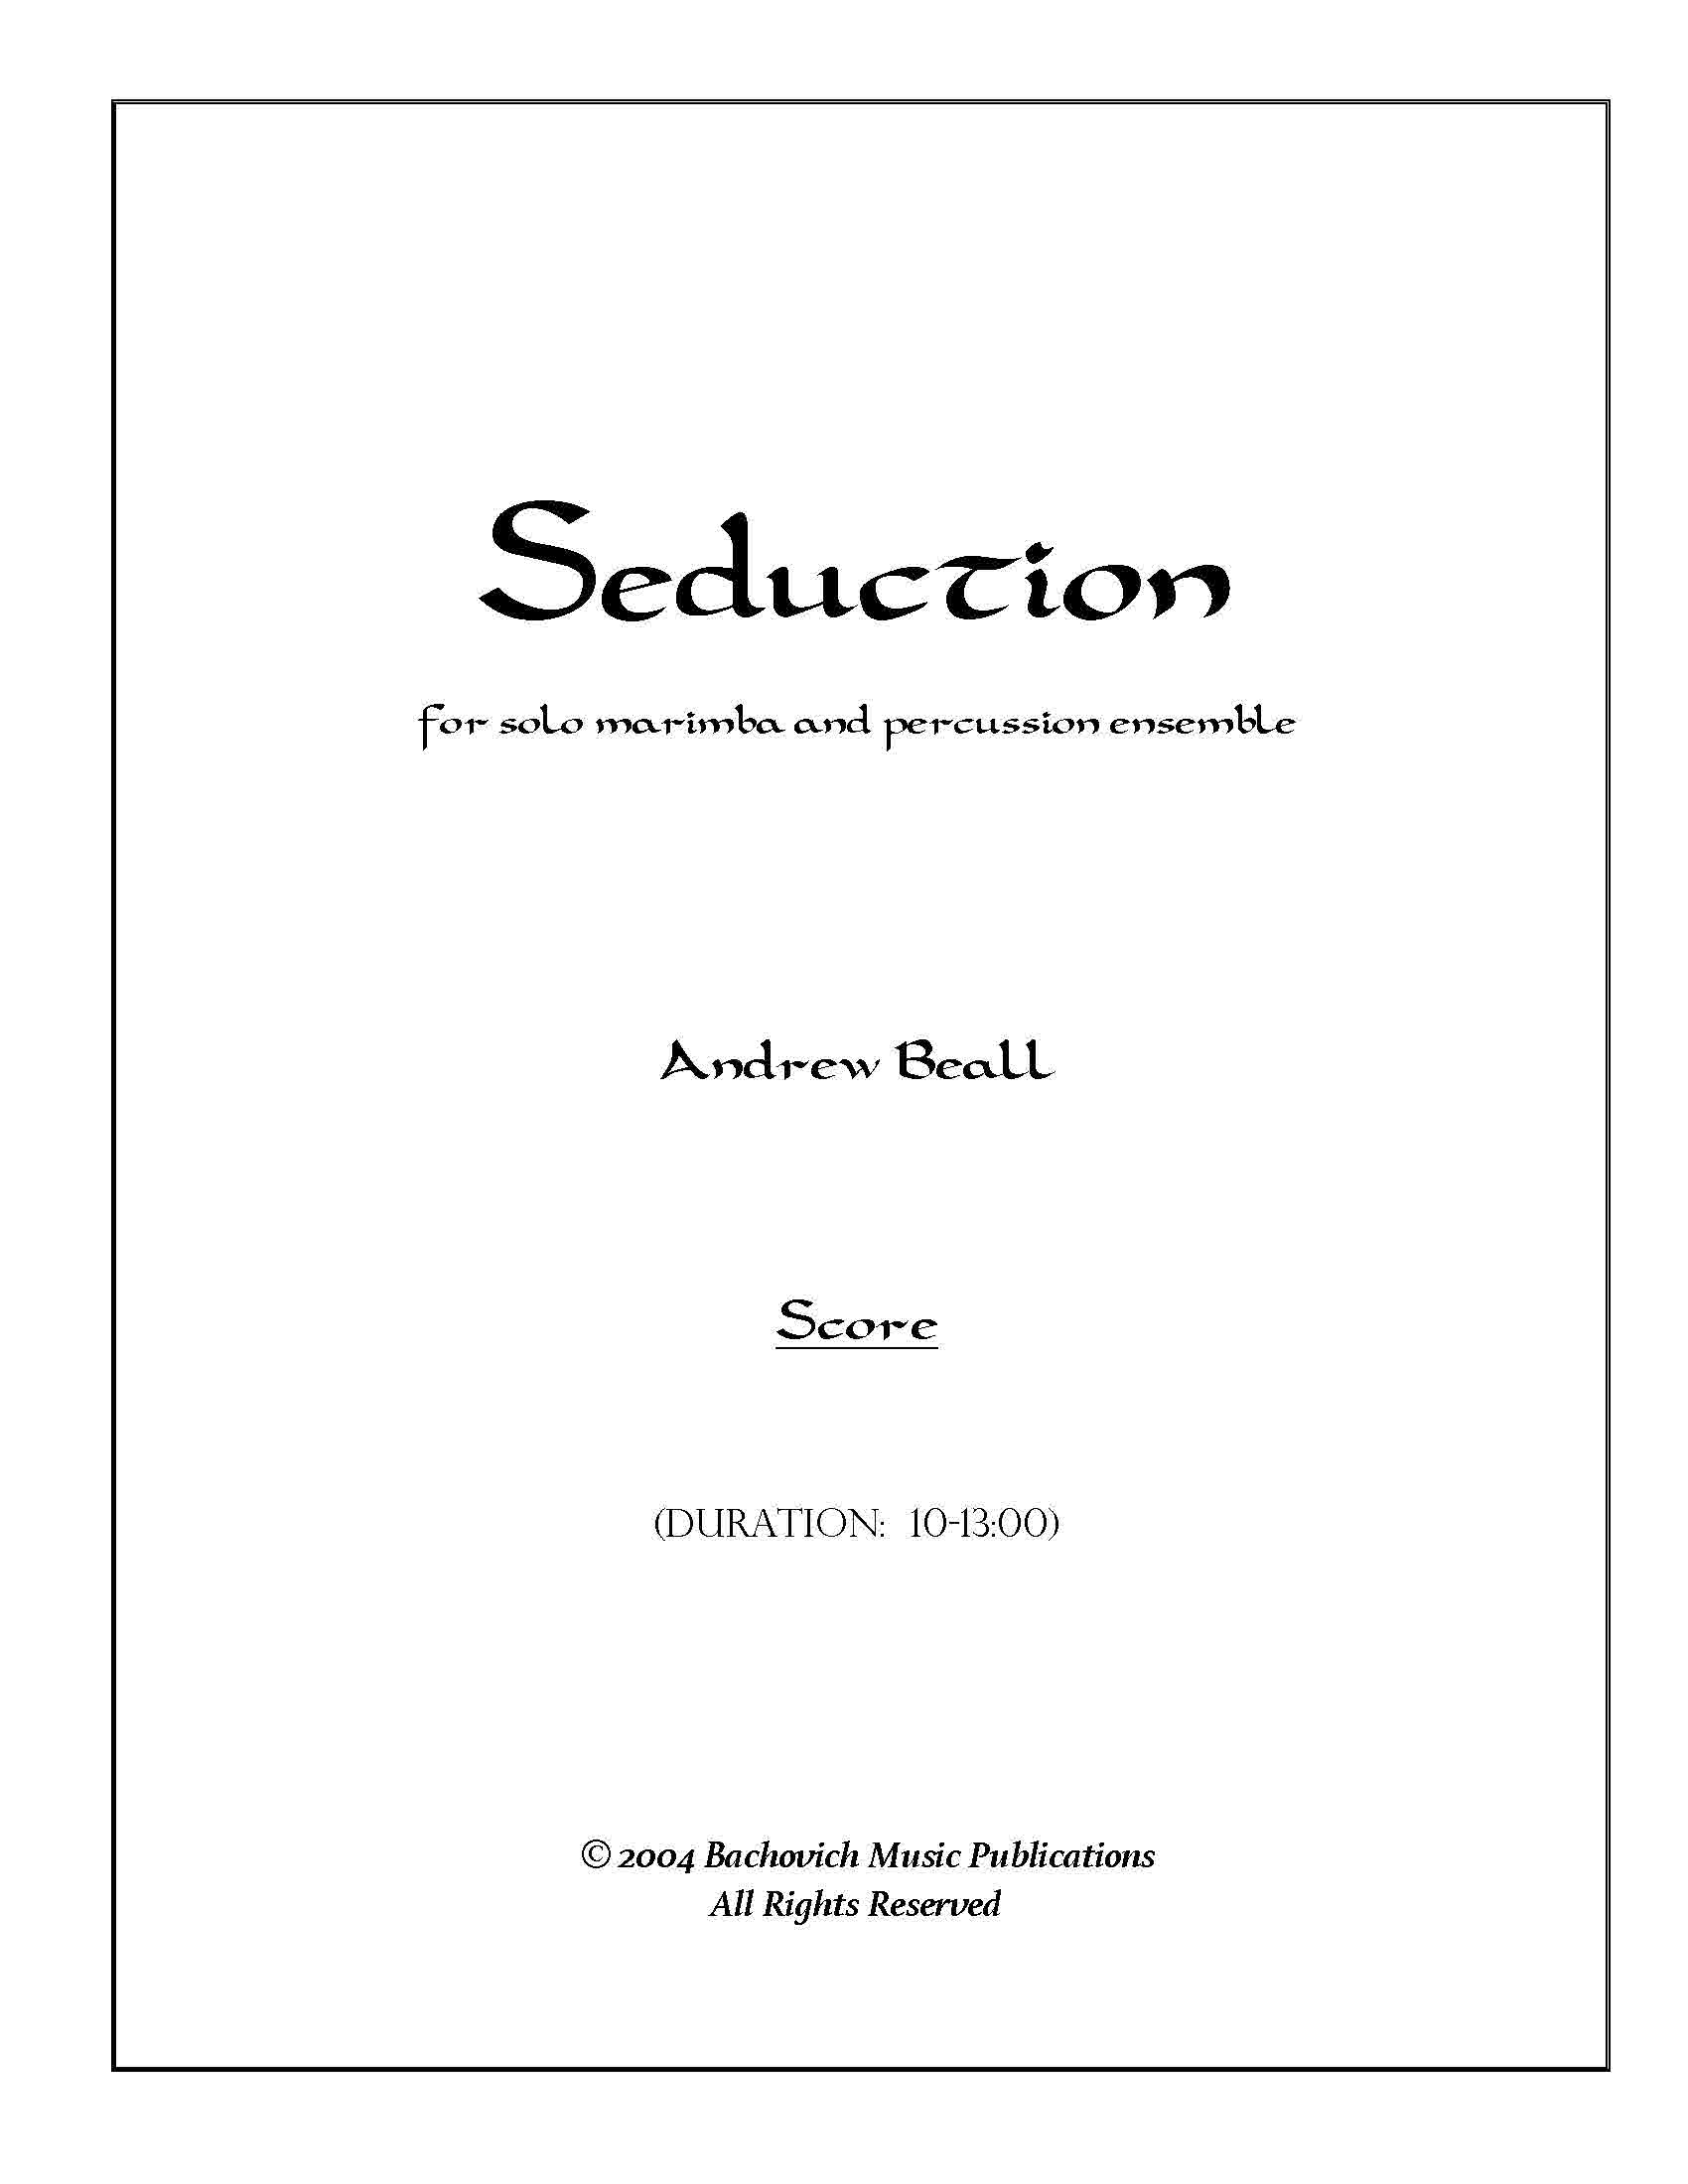 Seduction
for solo marimba and percussion ensemble
Andrew Beall
Score
(DURATION: 10-13:00)
© 2004 Bachovich Music Publications
All Rights Reserved